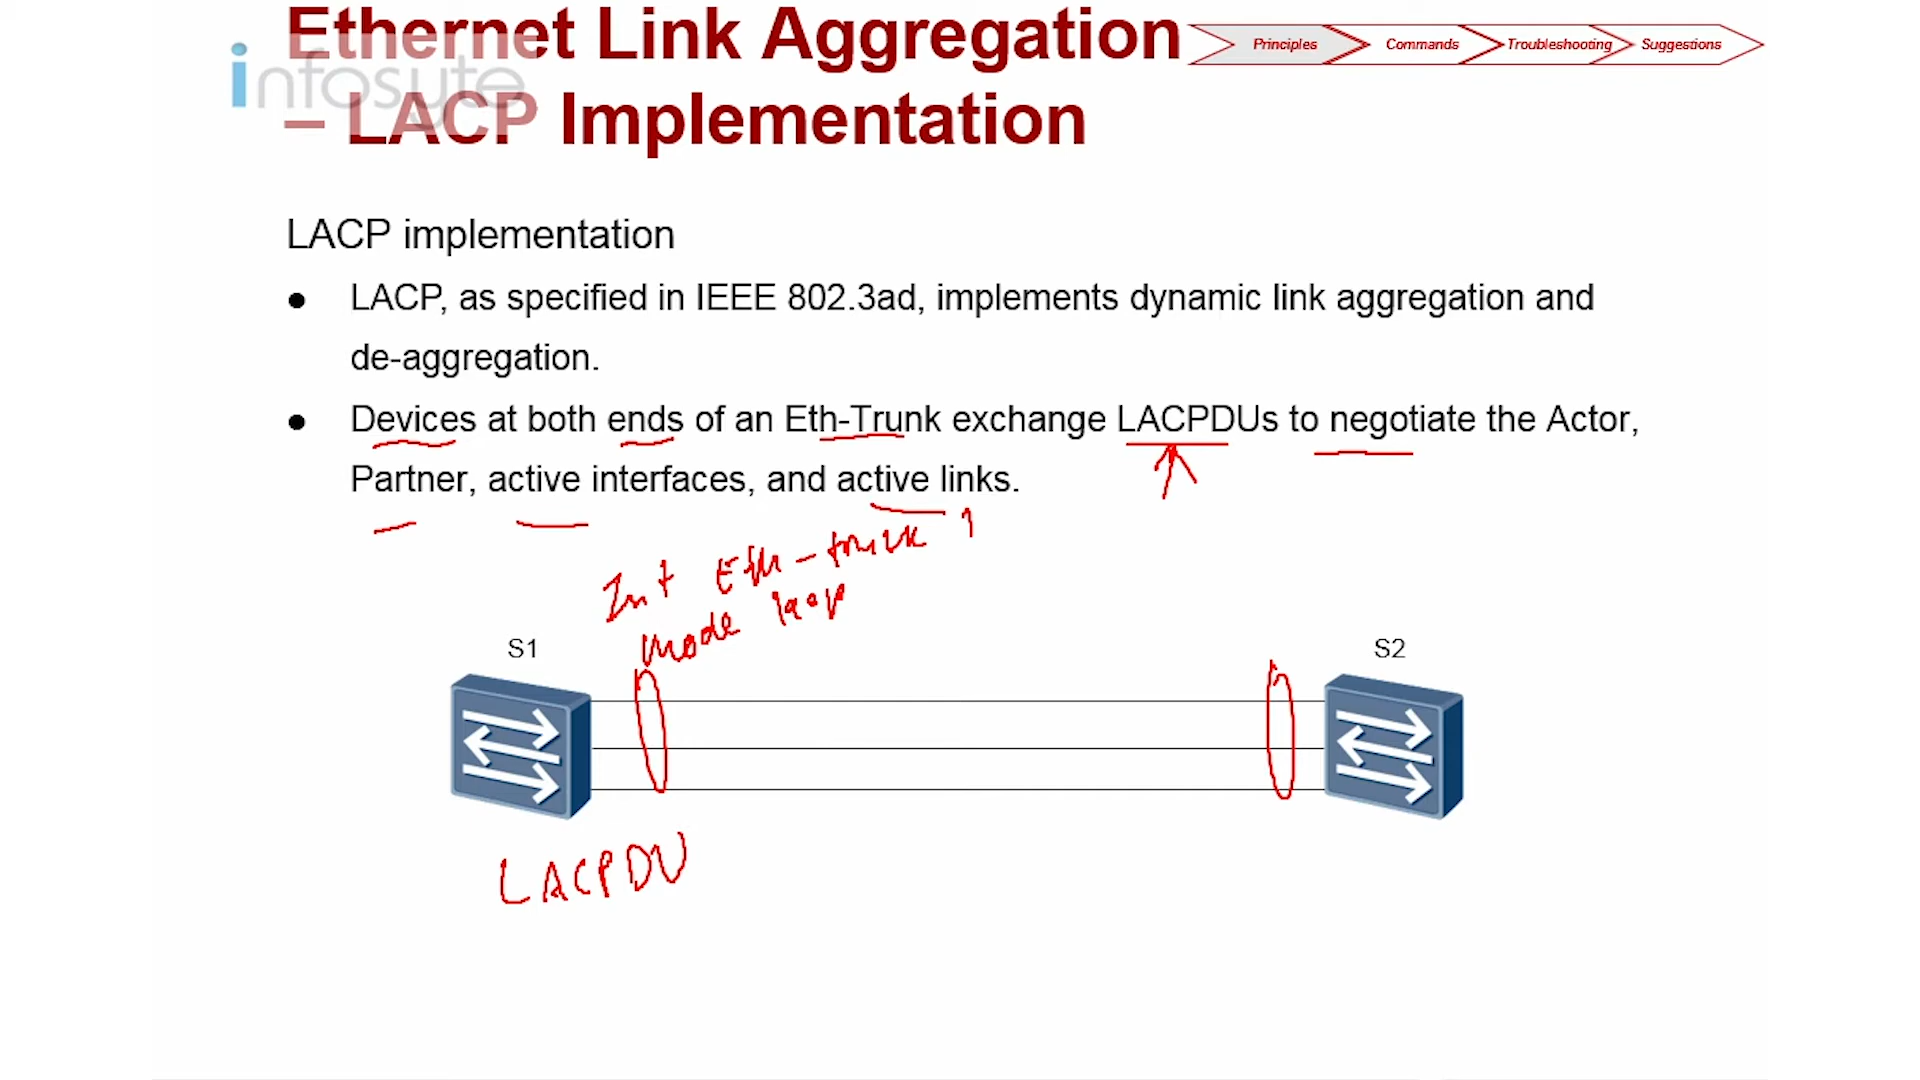 Ethernet Link Aggregation
– LACP Implementation
infosyte
Principles
Commands
Troubleshooting
Suggestions
LACP implementation
● LACP, as specified in IEEE 802.3ad, implements dynamic link aggregation and
de-aggregation.
● Devices at both ends of an Eth-Trunk exchange LACPDUs to negotiate the Actor,
Partner, active interfaces, and active links.
Int Eth-trunk 1
mode lacp
S1
S2
LACPDU